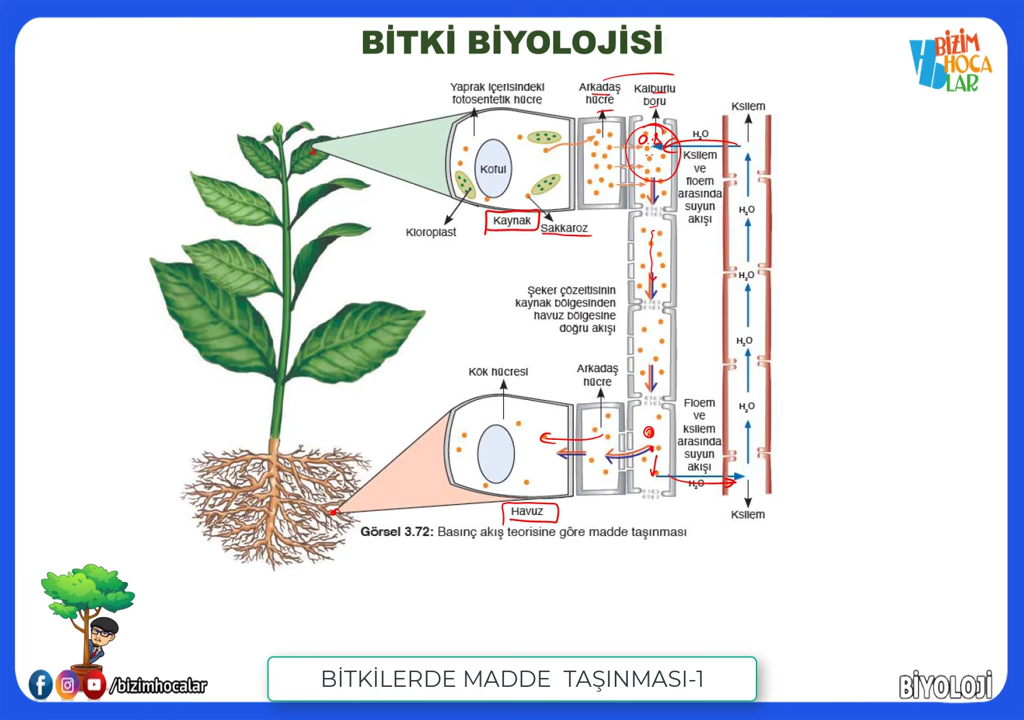 BİTKİ BİYOLOJİSİ
BİZİM
HOCA
LAR
Yaprak içerisindeki
fotosentetik hücre
Arkadaş
hücre
Kalburlu
boru
Ksilem
H₂O
Koful
Ksilem
ve
floem
arasında
suyun
akışı
Kloroplast
Kaynak
Sakkaroz
H₂O
H₂O
Şeker çözeltisinin
kaynak bölgesinden
havuz bölgesine
doğru akışı
H₂O
Kök hücresi
Arkadaş
hücre
H₂O
Floem
ve
ksilem
arasında
suyun
akışı
H₂O
H₂O
Havuz
Ksilem
Görsel 3.72: Basınç akış teorisine göre madde taşınması
/bizimhocalar
BİTKİLERDE MADDE TAŞINMASI-1
BİYOLOJİ